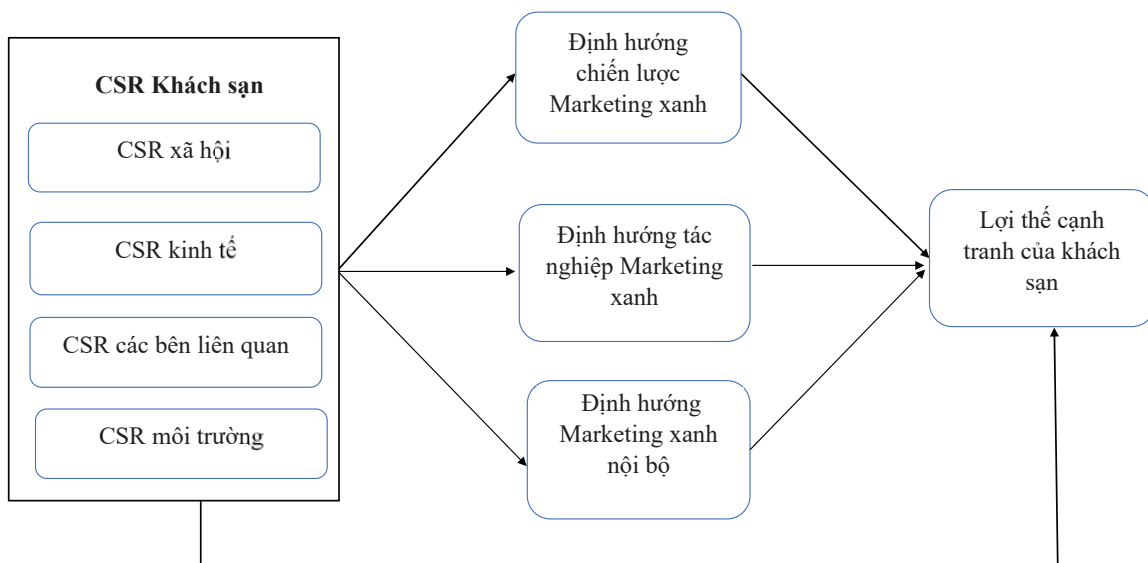 CSR Khách sạn
CSR xã hội
CSR kinh tế
CSR các bên liên quan
CSR môi trường
Định hướng
chiến lược
Marketing xanh
Định hướng tác
nghiệp Marketing
xanh
Định hướng
Marketing xanh
nội bộ
Lợi thế cạnh
tranh của khách
sạn